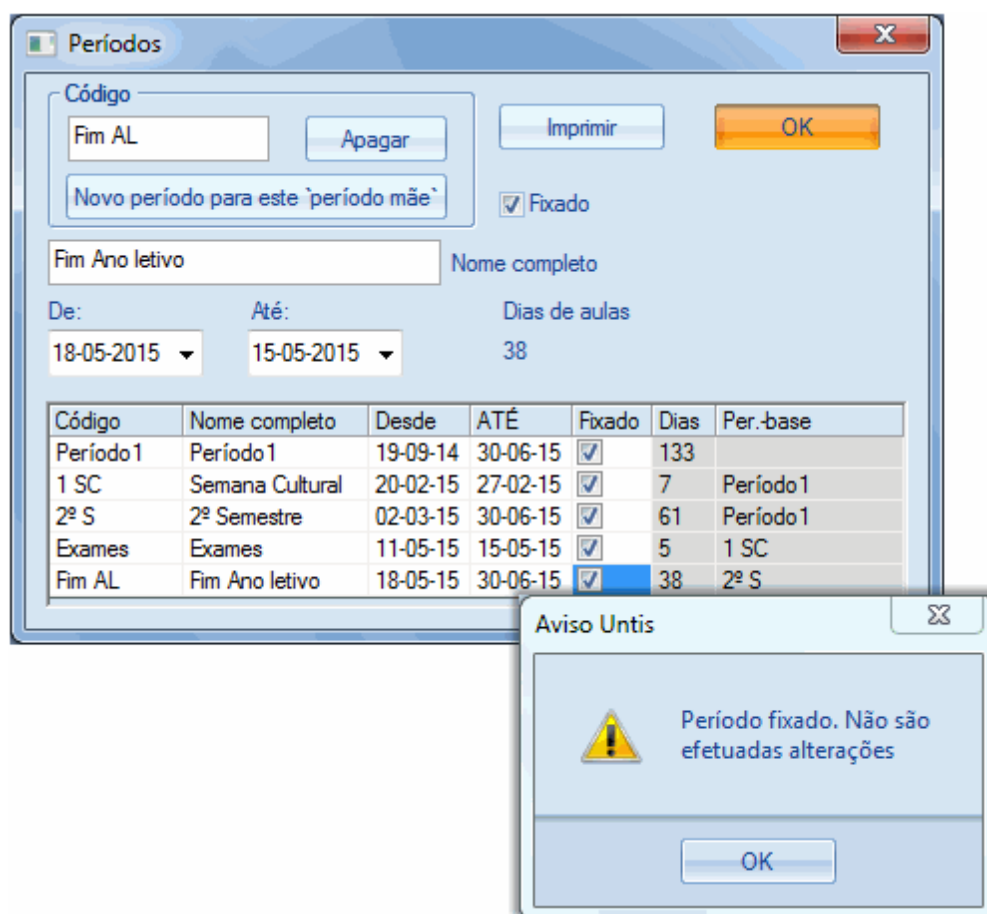 Períodos
Código
Fim AL
Apagar
Imprimir
OK
Novo período para este `período mãe`
Fixado
Fim Ano letivo
Nome completo
De:
Até:
Dias de aulas
18-05-2015
15-05-2015
38
Código Nome completo Desde ATÉ Fixado Dias Per.-base
Período1 Período1 19-09-14 30-06-15 133
1 SC Semana Cultural 20-02-15 27-02-15 7 Período1
2º S 2º Semestre 02-03-15 30-06-15 61 Período1
Exames Exames 11-05-15 15-05-15 5 1 SC
Fim AL Fim Ano letivo 18-05-15 30-06-15 38 2º S
Aviso Untis
Período fixado. Não são
efetuadas alterações
OK